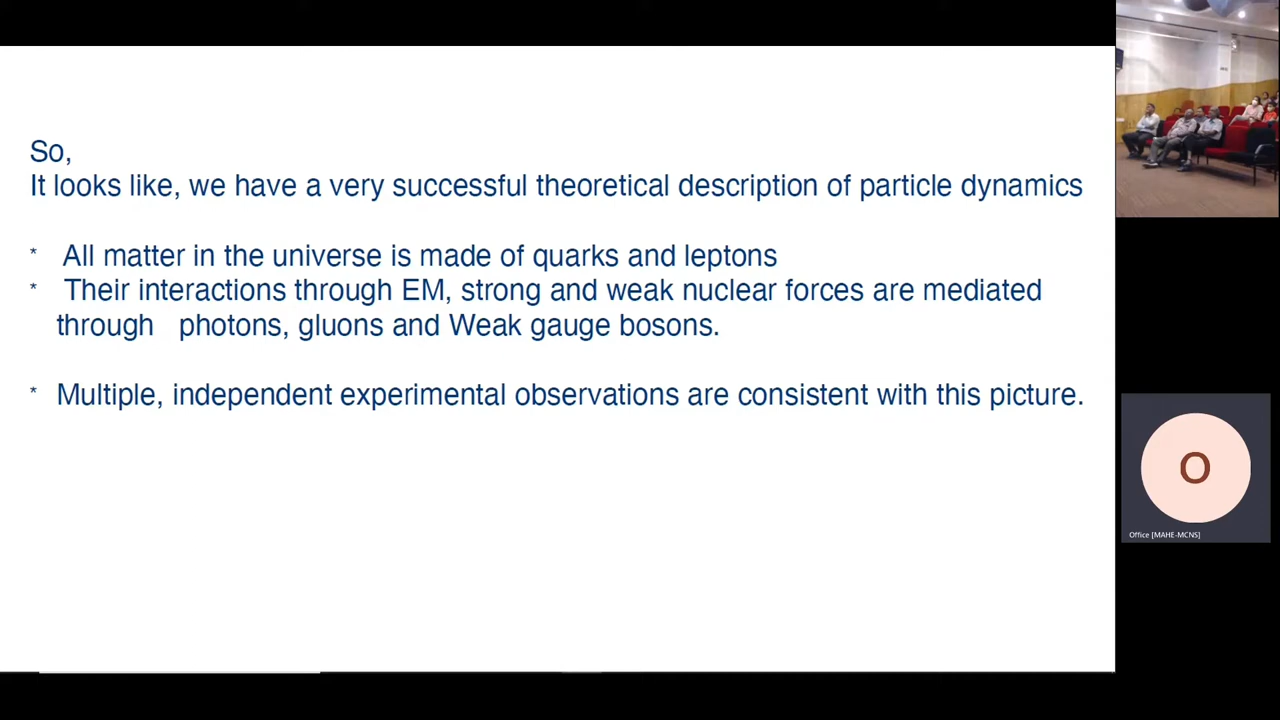 So,
It looks like, we have a very successful theoretical description of particle dynamics
* All matter in the universe is made of quarks and leptons
* Their interactions through EM, strong and weak nuclear forces are mediated
through photons, gluons and Weak gauge bosons.
* Multiple, independent experimental observations are consistent with this picture.
O
Office [MAHE-MCNS]